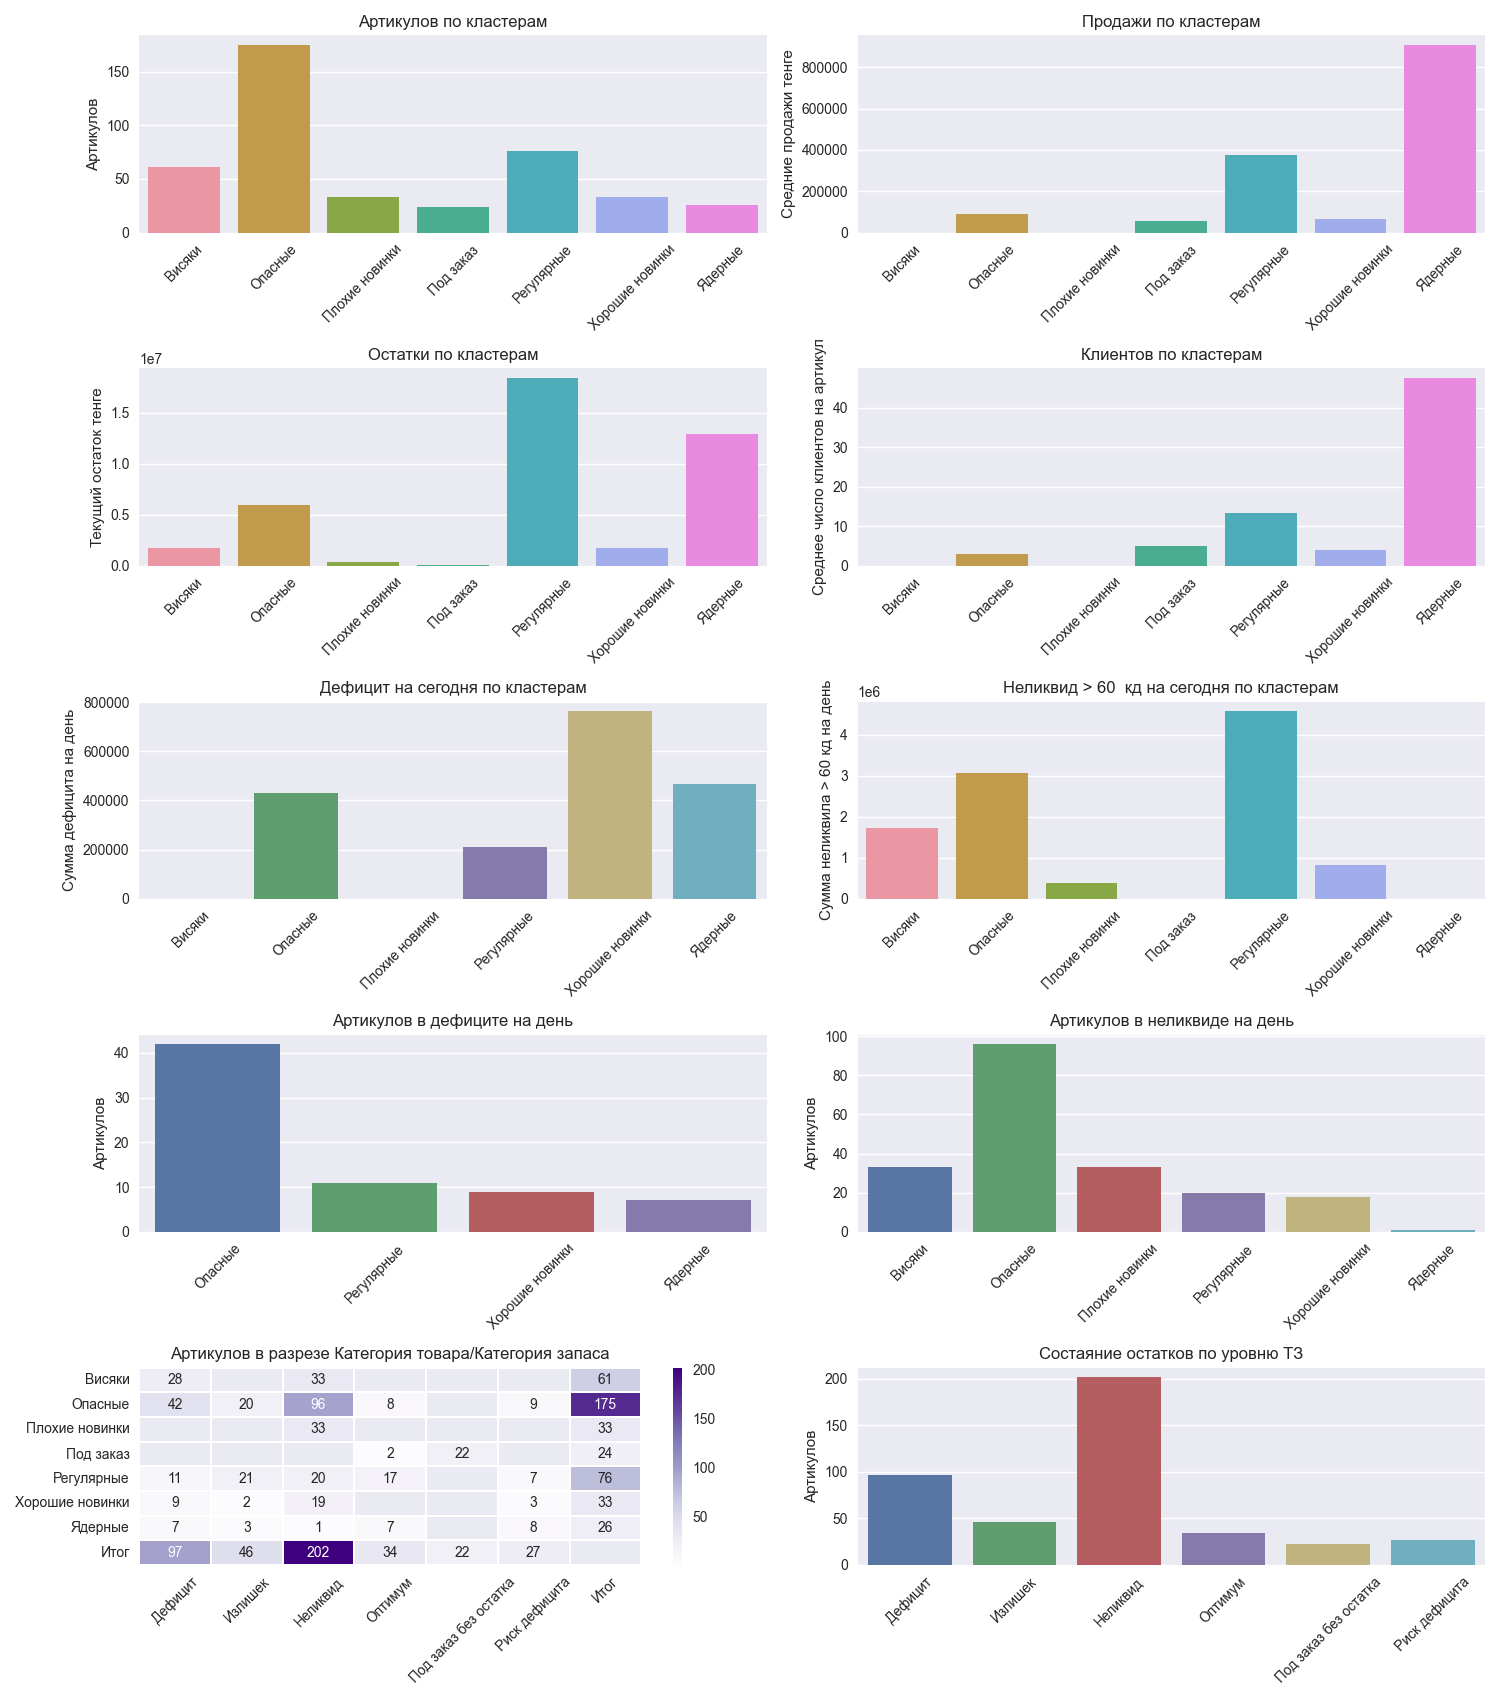 Артикулов по кластерам
Артикулов
150
100
50
0
Висяки
Опасные
Плохие новинки
Под заказ
Регулярные
Хорошие новинки
Ядерные
Продажи по кластерам
Средние продажи тенге
800000
600000
400000
200000
0
Висяки
Опасные
Плохие новинки
Под заказ
Регулярные
Хорошие новинки
Ядерные
Остатки по кластерам
1e7
Текущий остаток тенге
1.5
1.0
0.5
0.0
Висяки
Опасные
Плохие новинки
Под заказ
Регулярные
Хорошие новинки
Ядерные
Клиентов по кластерам
Среднее число клиентов на артикул
40
30
20
10
0
Висяки
Опасные
Плохие новинки
Под заказ
Регулярные
Хорошие новинки
Ядерные
Дефицит на сегодня по кластерам
Сумма дефицита на день
800000
600000
400000
200000
0
Висяки
Опасные
Плохие новинки
Регулярные
Хорошие новинки
Ядерные
Неликвид > 60  кд на сегодня по кластерам
1e6
Сумма неликвила > 60 кд на день
4
3
2
1
0
Висяки
Опасные
Плохие новинки
Под заказ
Регулярные
Хорошие новинки
Ядерные
Артикулов в дефиците на день
Артикулов
40
30
20
10
0
Опасные
Регулярные
Хорошие новинки
Ядерные
Артикулов в неликвиде на день
Артикулов
100
80
60
40
20
0
Висяки
Опасные
Плохие новинки
Регулярные
Хорошие новинки
Ядерные
Артикулов в разрезе Категория товара/Категория запаса
Висяки 28 33 61
Опасные 42 20 96 8 9 175
Плохие новинки 33 33
Под заказ 2 22 24
Регулярные 11 21 20 17 7 76
Хорошие новинки 9 2 19 3 33
Ядерные 7 3 1 7 8 26
Итог 97 46 202 34 22 27
Дефицит
Излишек
Неликвид
Оптимум
Под заказ без остатка
Риск дефицита
Итог
200
150
100
50
Состаяние остатков по уровню ТЗ
Артикулов
200
150
100
50
0
Дефицит
Излишек
Неликвид
Оптимум
Под заказ без остатка
Риск дефицита